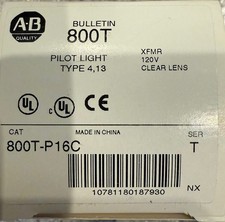 AB
QUALITY
BULLETIN
800T
PILOT LIGHT
TYPE 4,13
XFMR
120V
CLEAR LENS
UL
C UL
CAT
MADE IN CHINA
SER
800T-P16C
T
10781180187930
NX